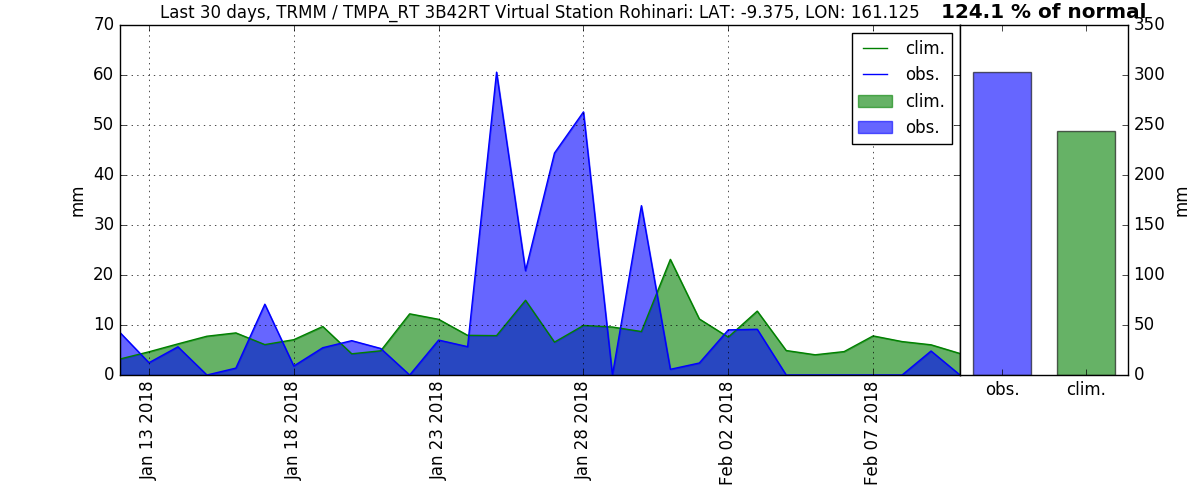 Last 30 days, TRMM / TMPA_RT 3B42RT Virtual Station Rohinari: LAT: -9.375, LON: 161.125
124.1 % of normal
70
60
50
40
30
20
10
0
mm
clim.
obs.
clim.
obs.
Jan 13 2018
Jan 18 2018
Jan 23 2018
Jan 28 2018
Feb 02 2018
Feb 07 2018
350
300
250
200
150
100
50
0
mm
obs.
clim.